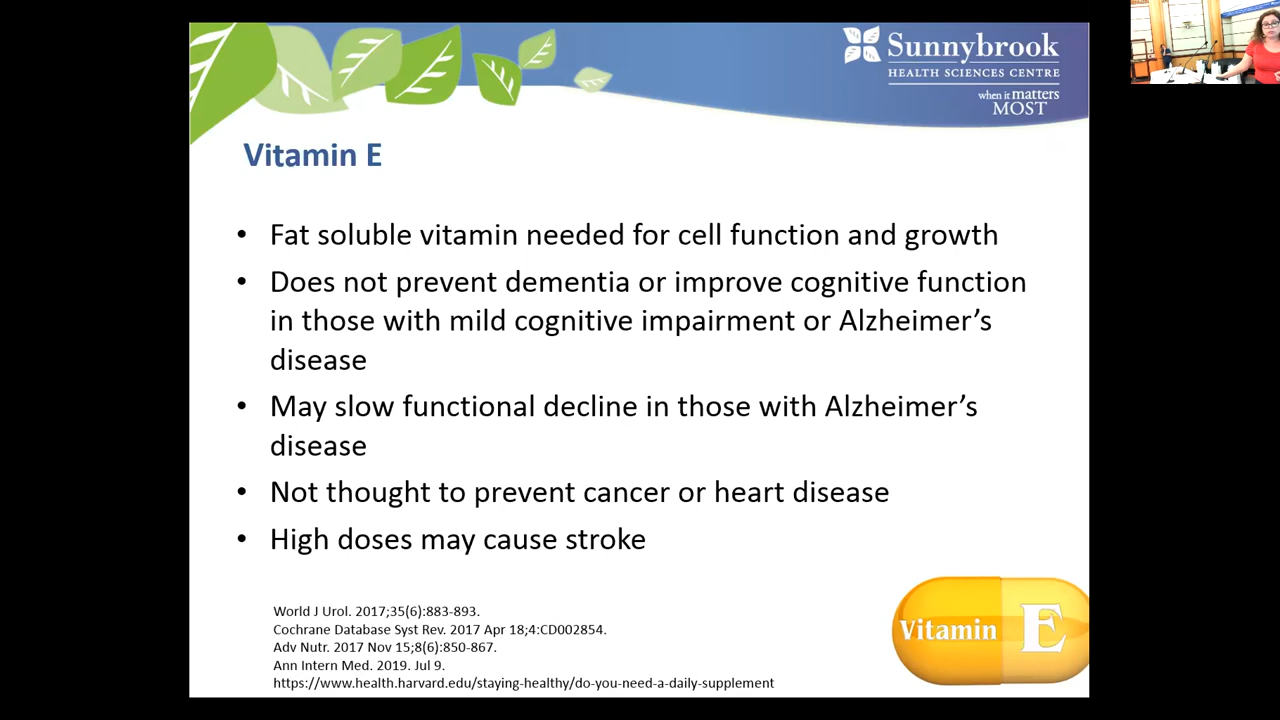 Sunnybrook
HEALTH SCIENCES CENTRE
when it matters
MOST
Vitamin E
• Fat soluble vitamin needed for cell function and growth
• Does not prevent dementia or improve cognitive function
in those with mild cognitive impairment or Alzheimer’s
disease
• May slow functional decline in those with Alzheimer’s
disease
• Not thought to prevent cancer or heart disease
• High doses may cause stroke
World J Urol. 2017;35(6):883-893.
Cochrane Database Syst Rev. 2017 Apr 18;4:CD002854.
Adv Nutr. 2017 Nov 15;8(6):850-867.
Ann Intern Med. 2019. Jul 9.
https://www.health.harvard.edu/staying-healthy/do-you-need-a-daily-supplement
Vitamin E